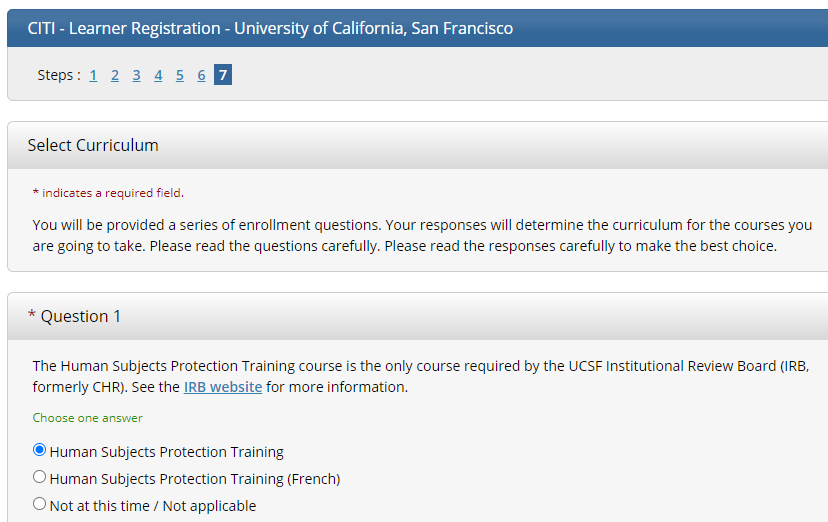 CITI - Learner Registration - University of California, San Francisco
Steps : 1 2 3 4 5 6 7
Select Curriculum
* indicates a required field.
You will be provided a series of enrollment questions. Your responses will determine the curriculum for the courses you
are going to take. Please read the questions carefully. Please read the responses carefully to make the best choice.
* Question 1
The Human Subjects Protection Training course is the only course required by the UCSF Institutional Review Board (IRB,
formerly CHR). See the IRB website for more information.
Choose one answer
Human Subjects Protection Training
Human Subjects Protection Training (French)
Not at this time / Not applicable